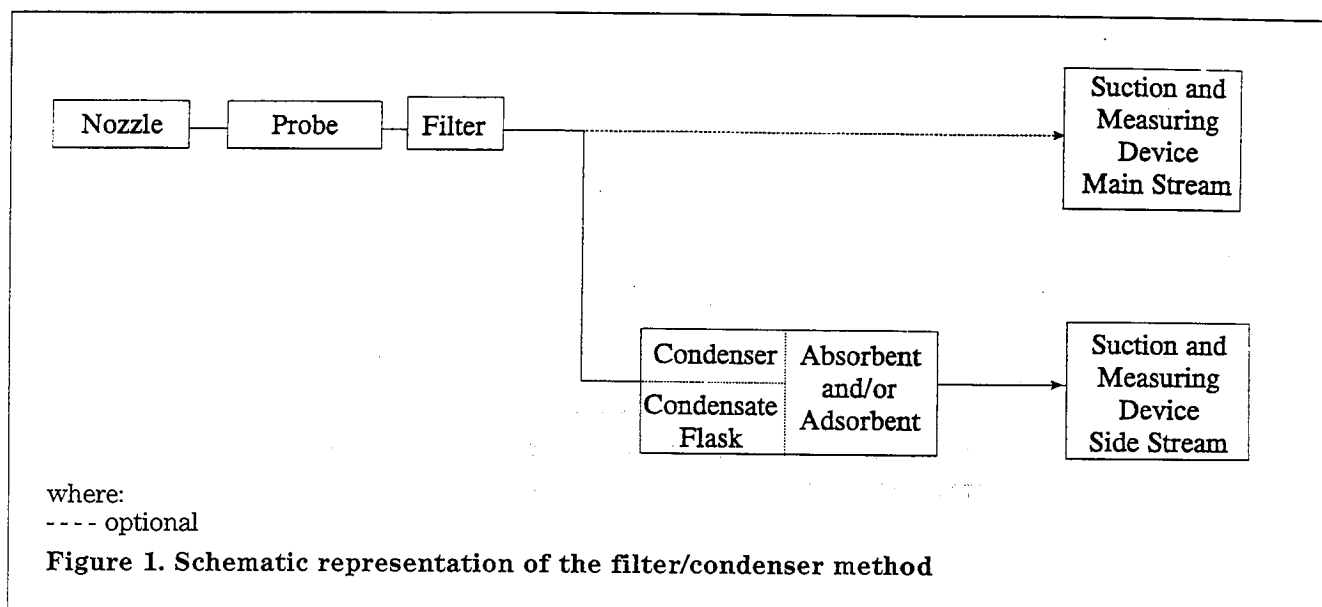 Nozzle
Probe
Filter
Suction and
Measuring
Device
Main Stream
Condenser
Condensate
Flask
Absorbent
and/or
Adsorbent
Suction and
Measuring
Device
Side Stream
where:
---- optional
Figure 1. Schematic representation of the filter/condenser method